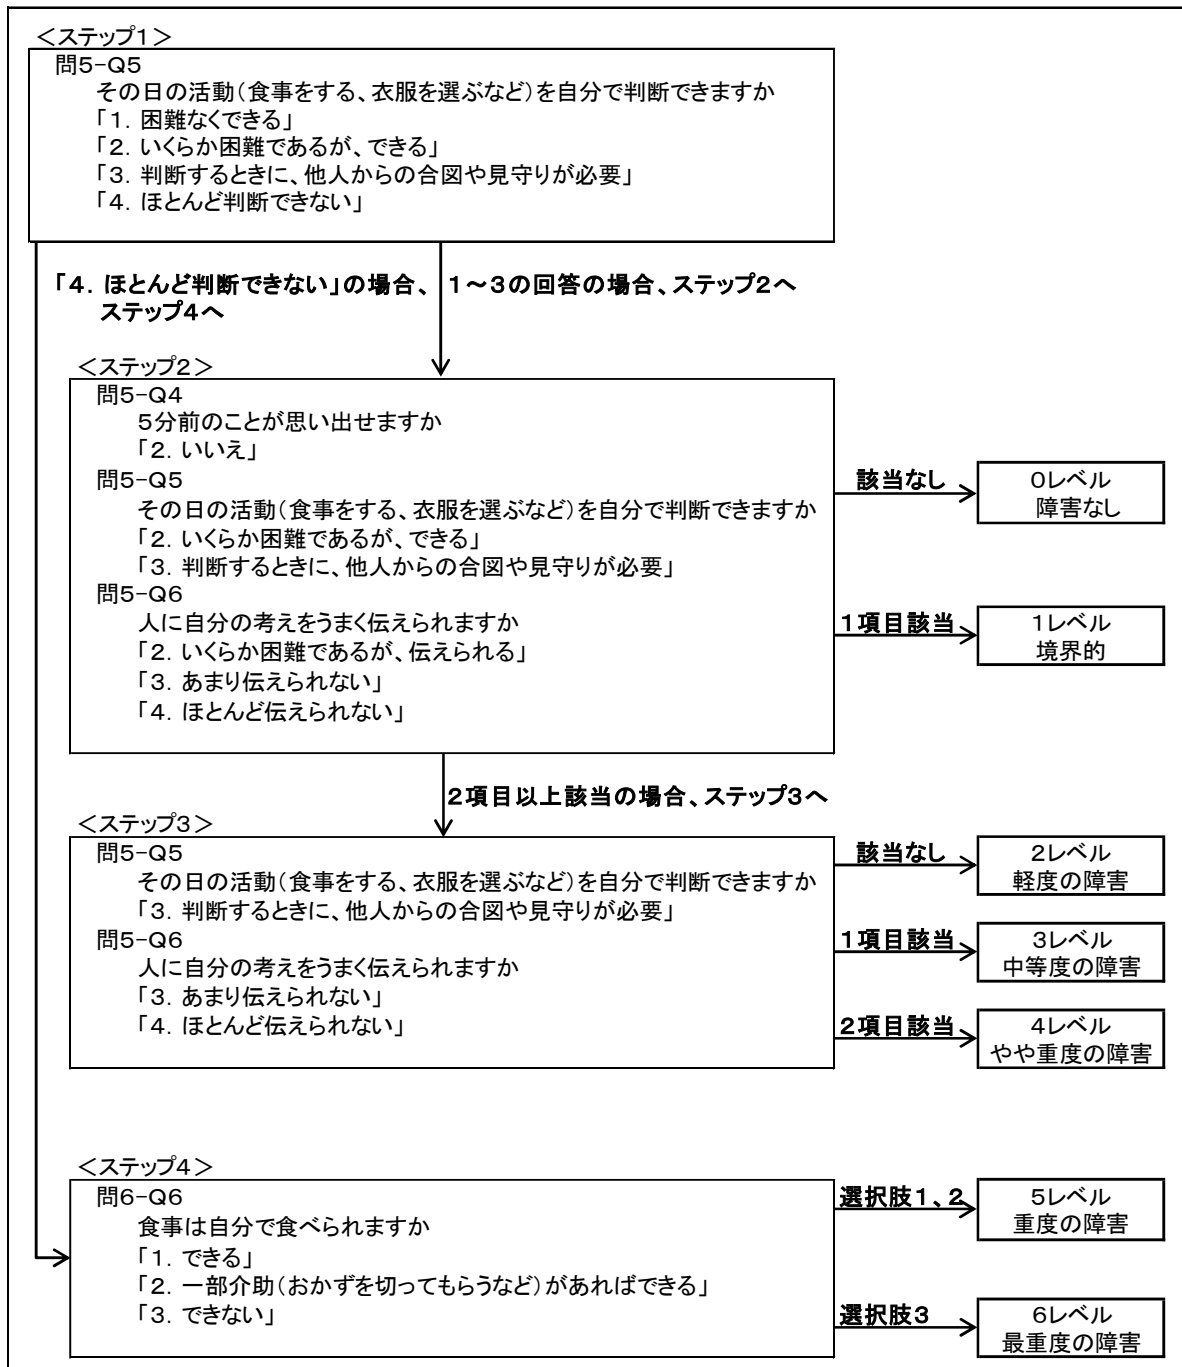 ＜ステップ１＞
問５-Q５
その日の活動（食事をする、衣服を選ぶなど）を自分で判断できますか
「１．困難なくできる」
「２．いくらか困難であるが、できる」
「３．判断するときに、他人からの合図や見守りが必要」
「４．ほとんど判断できない」
「４．ほとんど判断できない」の場合、
ステップ４へ
１～３の回答の場合、ステップ２へ
＜ステップ２＞
問５-Q４
５分前のことが思い出せますか
「２．いいえ」
問５-Q５
その日の活動（食事をする、衣服を選ぶなど）を自分で判断できますか
「２．いくらか困難であるが、できる」
「３．判断するときに、他人からの合図や見守りが必要」
問５-Q６
人に自分の考えをうまく伝えられますか
「２．いくらか困難であるが、伝えられる」
「３．あまり伝えられない」
「４．ほとんど伝えられない」
該当なし
０レベル
障害なし
１項目該当
１レベル
境界的
２項目以上該当の場合、ステップ３へ
＜ステップ３＞
問５-Q５
その日の活動（食事をする、衣服を選ぶなど）を自分で判断できますか
「３．判断するときに、他人からの合図や見守りが必要」
問５-Q６
人に自分の考えをうまく伝えられますか
「３．あまり伝えられない」
「４．ほとんど伝えられない」
該当なし
２レベル
軽度の障害
１項目該当
３レベル
中等度の障害
２項目該当
４レベル
やや重度の障害
＜ステップ４＞
問６-Q６
食事は自分で食べられますか
「１．できる」
「２．一部介助（おかずを切ってもらうなど）があればできる」
「３．できない」
選択肢１、２
５レベル
重度の障害
選択肢３
６レベル
最重度の障害